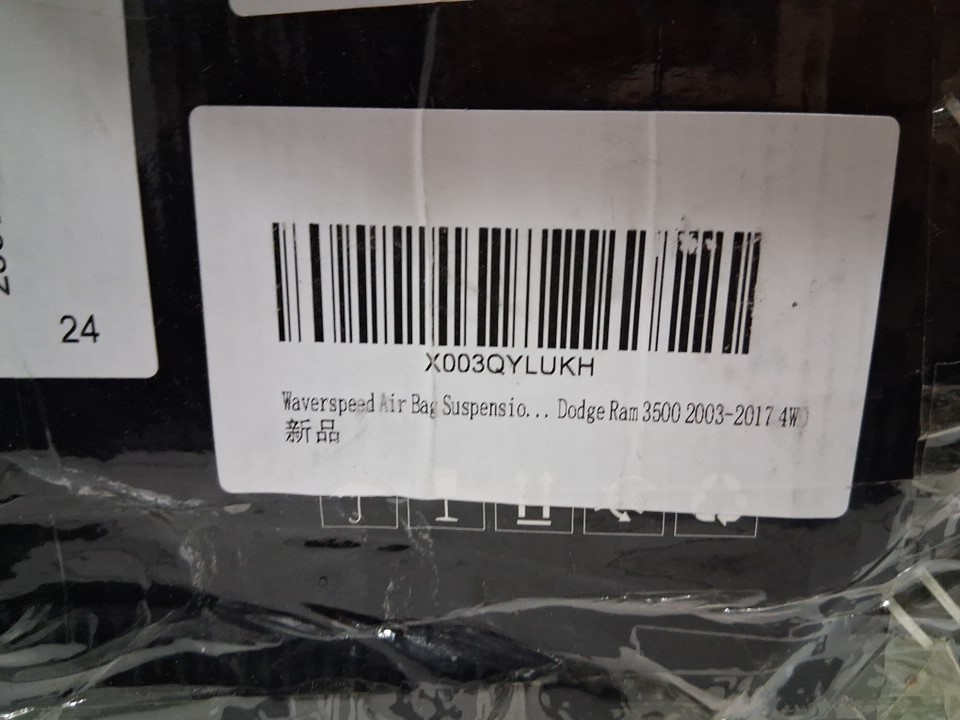 24
X003QYLUKH
Waverspeed Air Bag Suspensio... Dodge Ram 3500 2003-2017 4W
新品